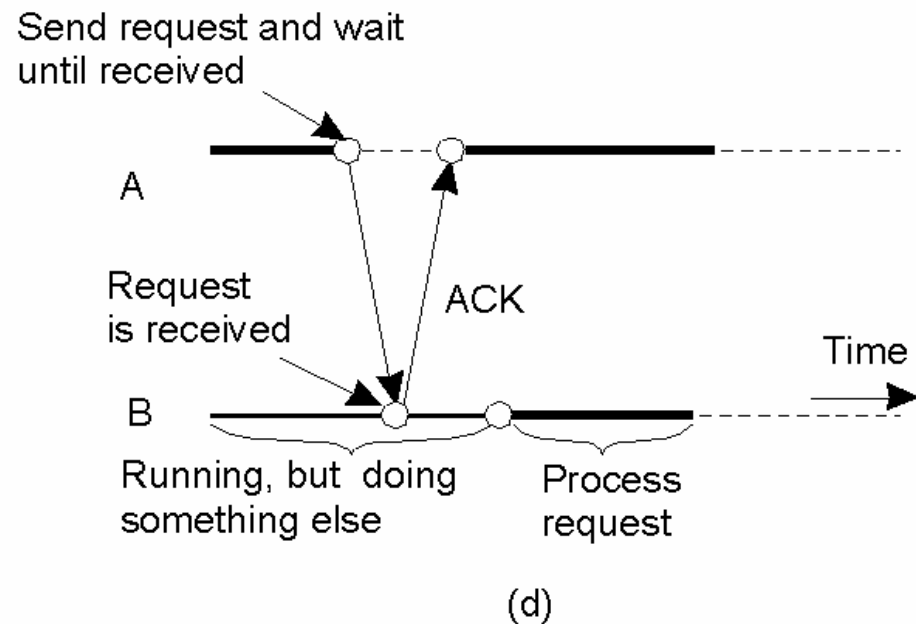 Send request and wait
until received
A
Request
is received
ACK
Time
B
Running, but doing
something else
Process
request
(d)